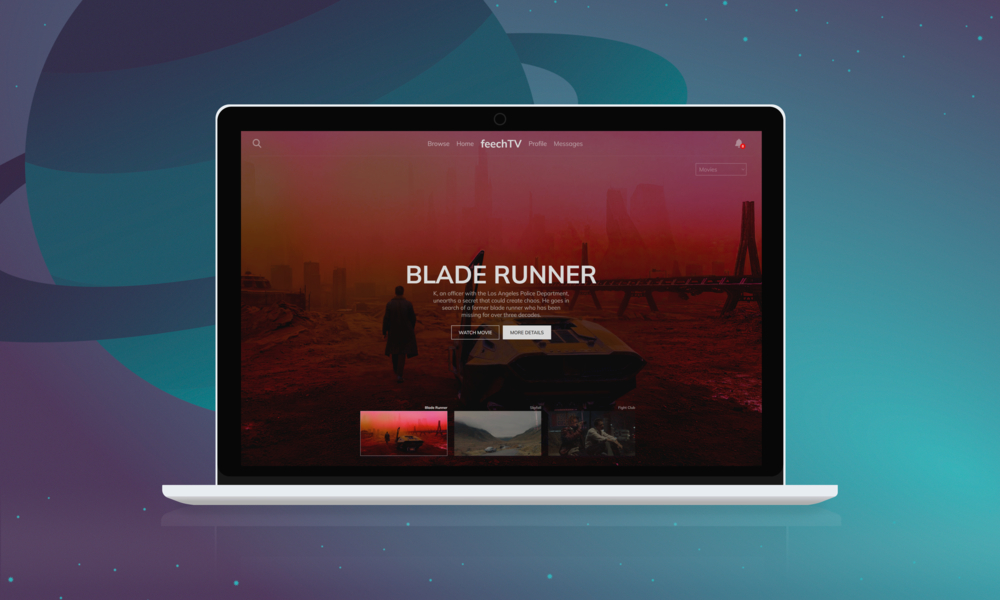 Browse Home feechTV Profile Messages
Movies
BLADE RUNNER
K, an officer with the Los Angeles Police Department,
unearths a secret that could create chaos. He goes in
search of a former blade runner who has been
missing for over three decades.
WATCH MOVIE MORE DETAILS
Blade Runner
Fight Club